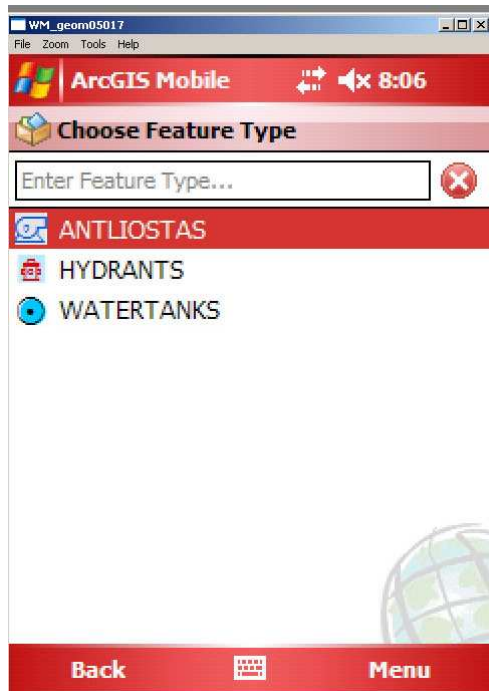 WM_geom05017
File Zoom Tools Help
ArcGIS Mobile 8:06
Choose Feature Type
Enter Feature Type...
ANTLIOSTAS
HYDRANTS
WATERTANKS
Back Menu